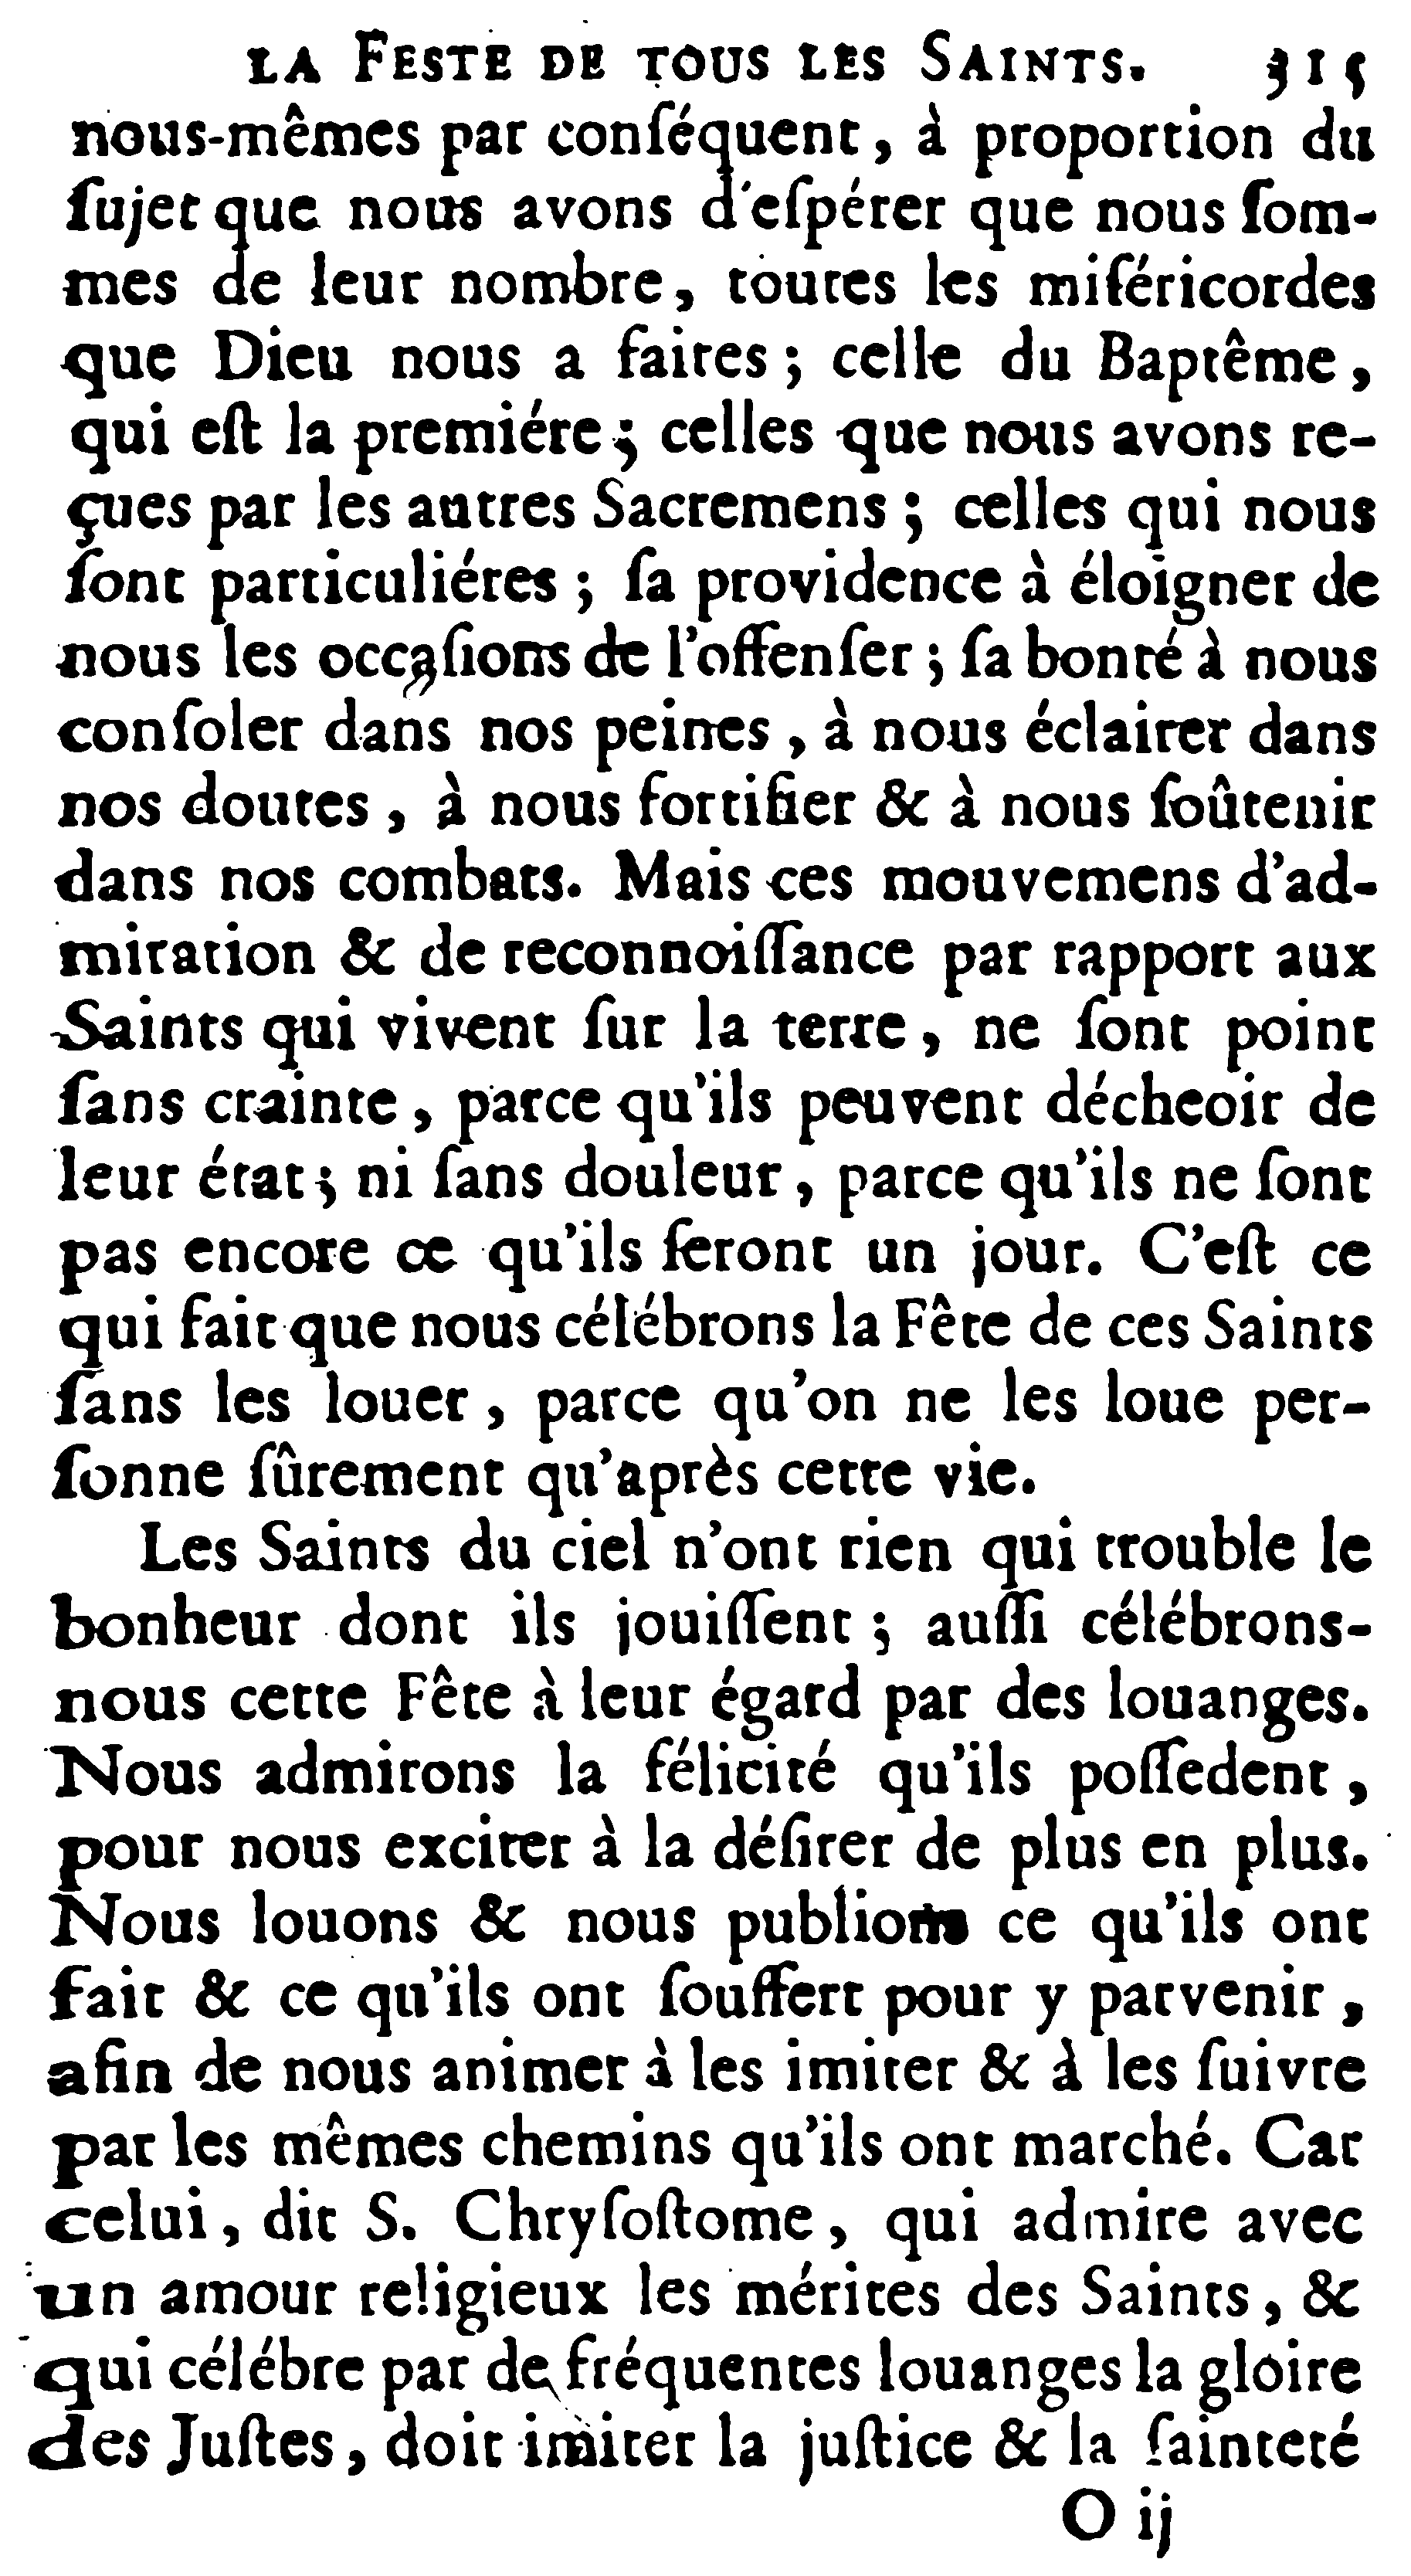 LA FESTE DE TOUS LES SAINTS. 315
nous-mêmes par conſéquent, à proportion du
ſujet que nous avons d'eſpérer que nous ſom-
mes de leur nombre, toutes les miſéricordes
que Dieu nous a faites; celle du Baptême,
qui eſt la premiére; celles que nous avons re-
çues par les autres Sacremens; celles qui nous
ſont particuliéres; ſa providence à éloigner de
nous les occaſions de l'offenſer; ſa bonté à nous
conſoler dans nos peines, à nous éclairer dans
nos doutes, à nous fortifier & à nous ſoûtenir
dans nos combats. Mais ces mouvemens d'ad-
miration & de reconnoiſſance par rapport aux
Saints qui vivent ſur la terre, ne ſont point
ſans crainte, parce qu'ils peuvent décheoir de
leur état; ni ſans douleur, parce qu'ils ne ſont
pas encore ce qu'ils ſeront un jour. C'eſt ce
qui fait que nous célébrons la Fête de ces Saints
ſans les louer, parce qu'on ne les loue per-
ſonne ſûrement qu'après cette vie.
Les Saints du ciel n'ont rien qui trouble le
bonheur dont ils jouiſſent; auſſi célébrons-
nous cette Fête à leur égard par des louanges.
Nous admirons la félicité qu'ils poſſedent,
pour nous exciter à la déſirer de plus en plus.
Nous louons & nous publions ce qu'ils ont
fait & ce qu'ils ont ſouffert pour y parvenir,
afin de nous animer à les imiter & à les ſuivre
par les mêmes chemins qu'ils ont marché. Car
celui, dit S. Chryſoſtome, qui admire avec
un amour religieux les mérites des Saints, &
qui célébre par de fréquentes louanges la gloire
des Juſtes, doit imiter la juſtice & la ſainteté
O ij